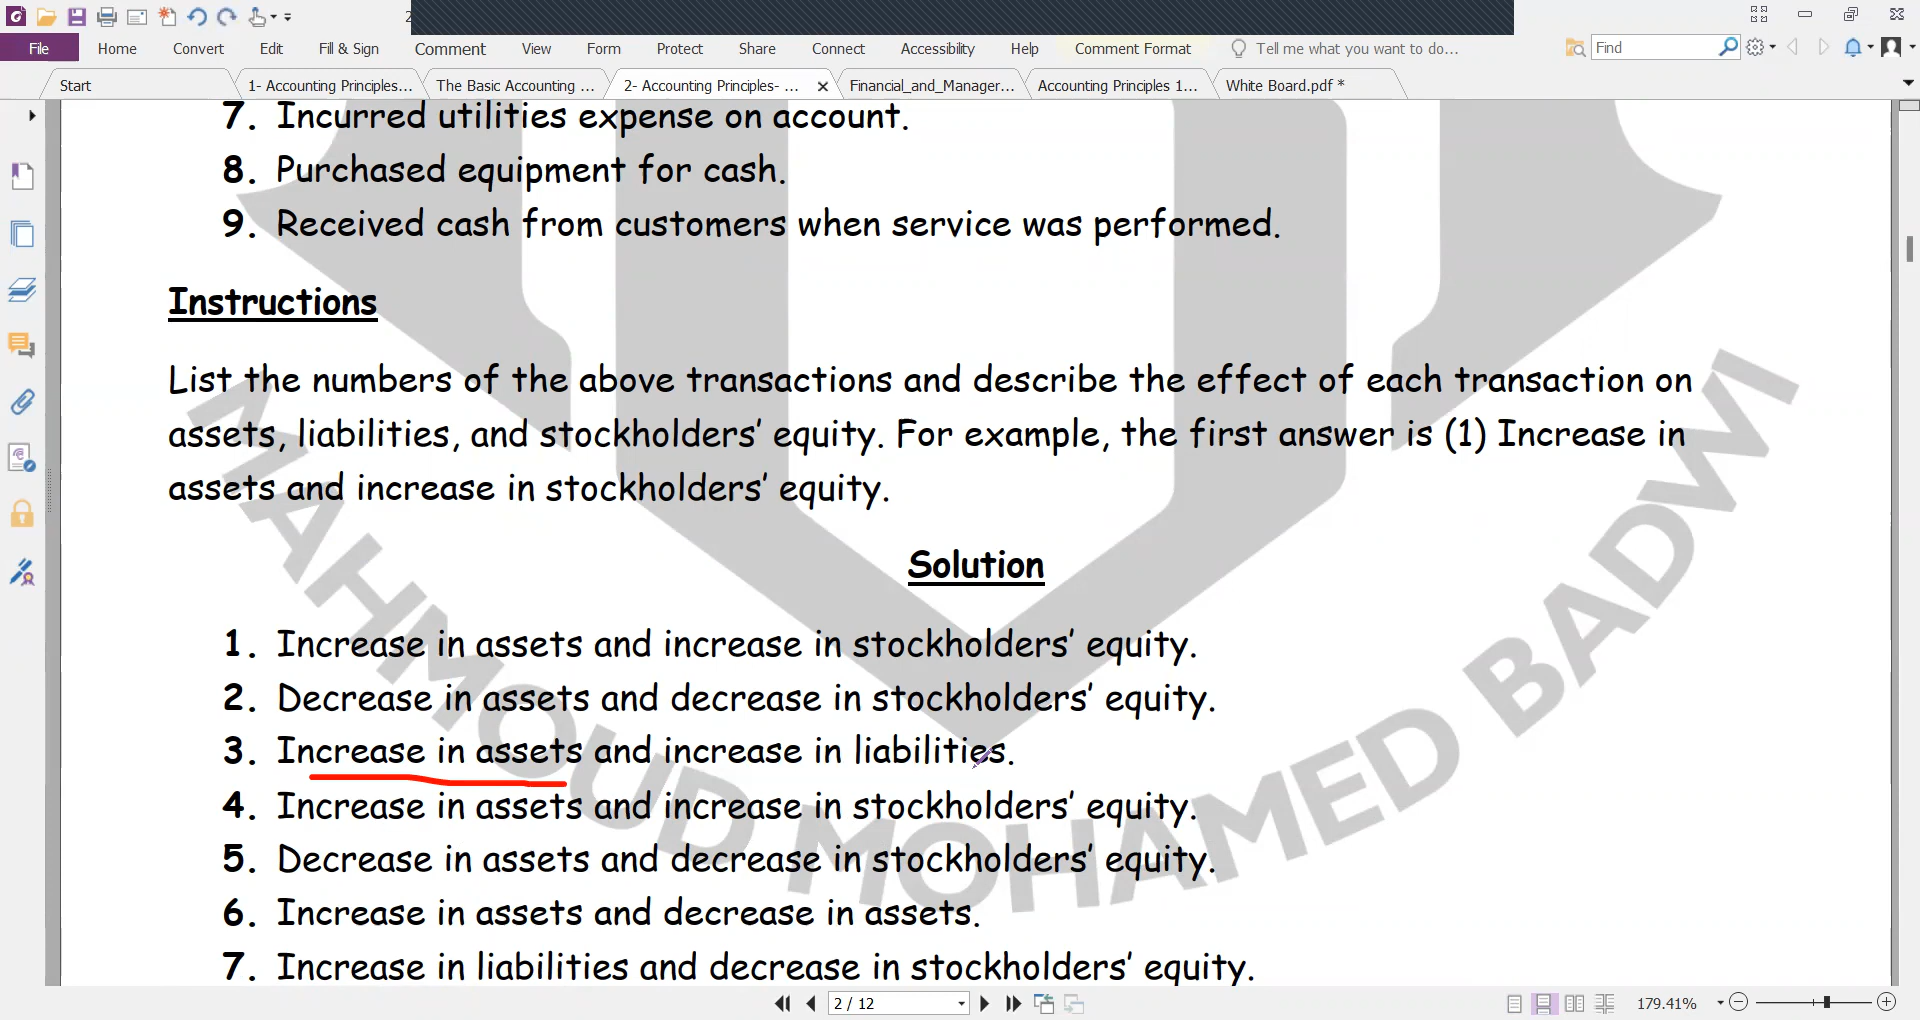 2
File Home Convert Edit Fill & Sign Comment View Form Protect Share Connect Accessibility Help Comment Format Tell me what you want to do... Find
Start 1- Accounting Principles... The Basic Accounting ... 2- Accounting Principles- ... Financial_and_Manager... Accounting Principles 1... White Board.pdf *
7. Incurred utilities expense on account.
8. Purchased equipment for cash.
9. Received cash from customers when service was performed.
Instructions
List the numbers of the above transactions and describe the effect of each transaction on
assets, liabilities, and stockholders’ equity. For example, the first answer is (1) Increase in
assets and increase in stockholders’ equity.
Solution
1. Increase in assets and increase in stockholders’ equity.
2. Decrease in assets and decrease in stockholders’ equity.
3. Increase in assets and increase in liabilities.
4. Increase in assets and increase in stockholders’ equity.
5. Decrease in assets and decrease in stockholders’ equity.
6. Increase in assets and decrease in assets.
7. Increase in liabilities and decrease in stockholders’ equity.
MAHMOUD MOHAMED BADWI
2 / 12
179.41%